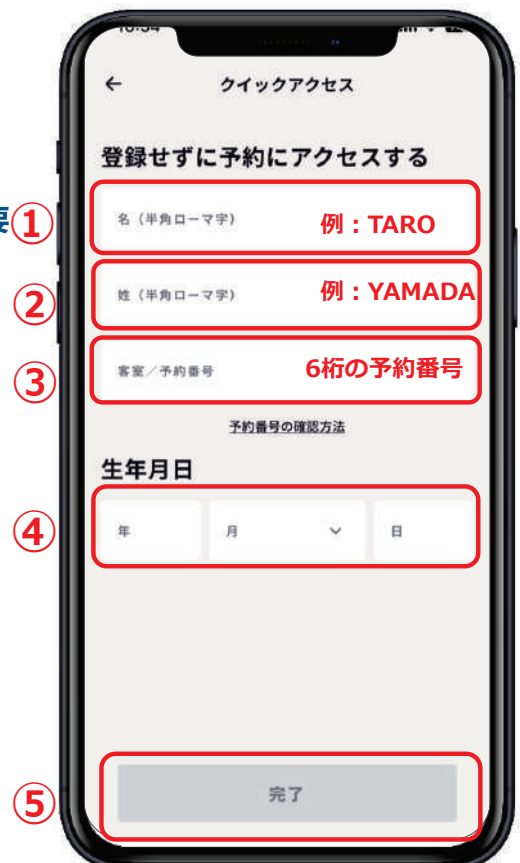 クイックアクセス
登録せずに予約にアクセスする
要① 名（半角ローマ字） 例：TARO
② 姓（半角ローマ字） 例：YAMADA
③ 客室／予約番号 6桁の予約番号
予約番号の確認方法
生年月日
④ 年 月 日
⑤ 完了